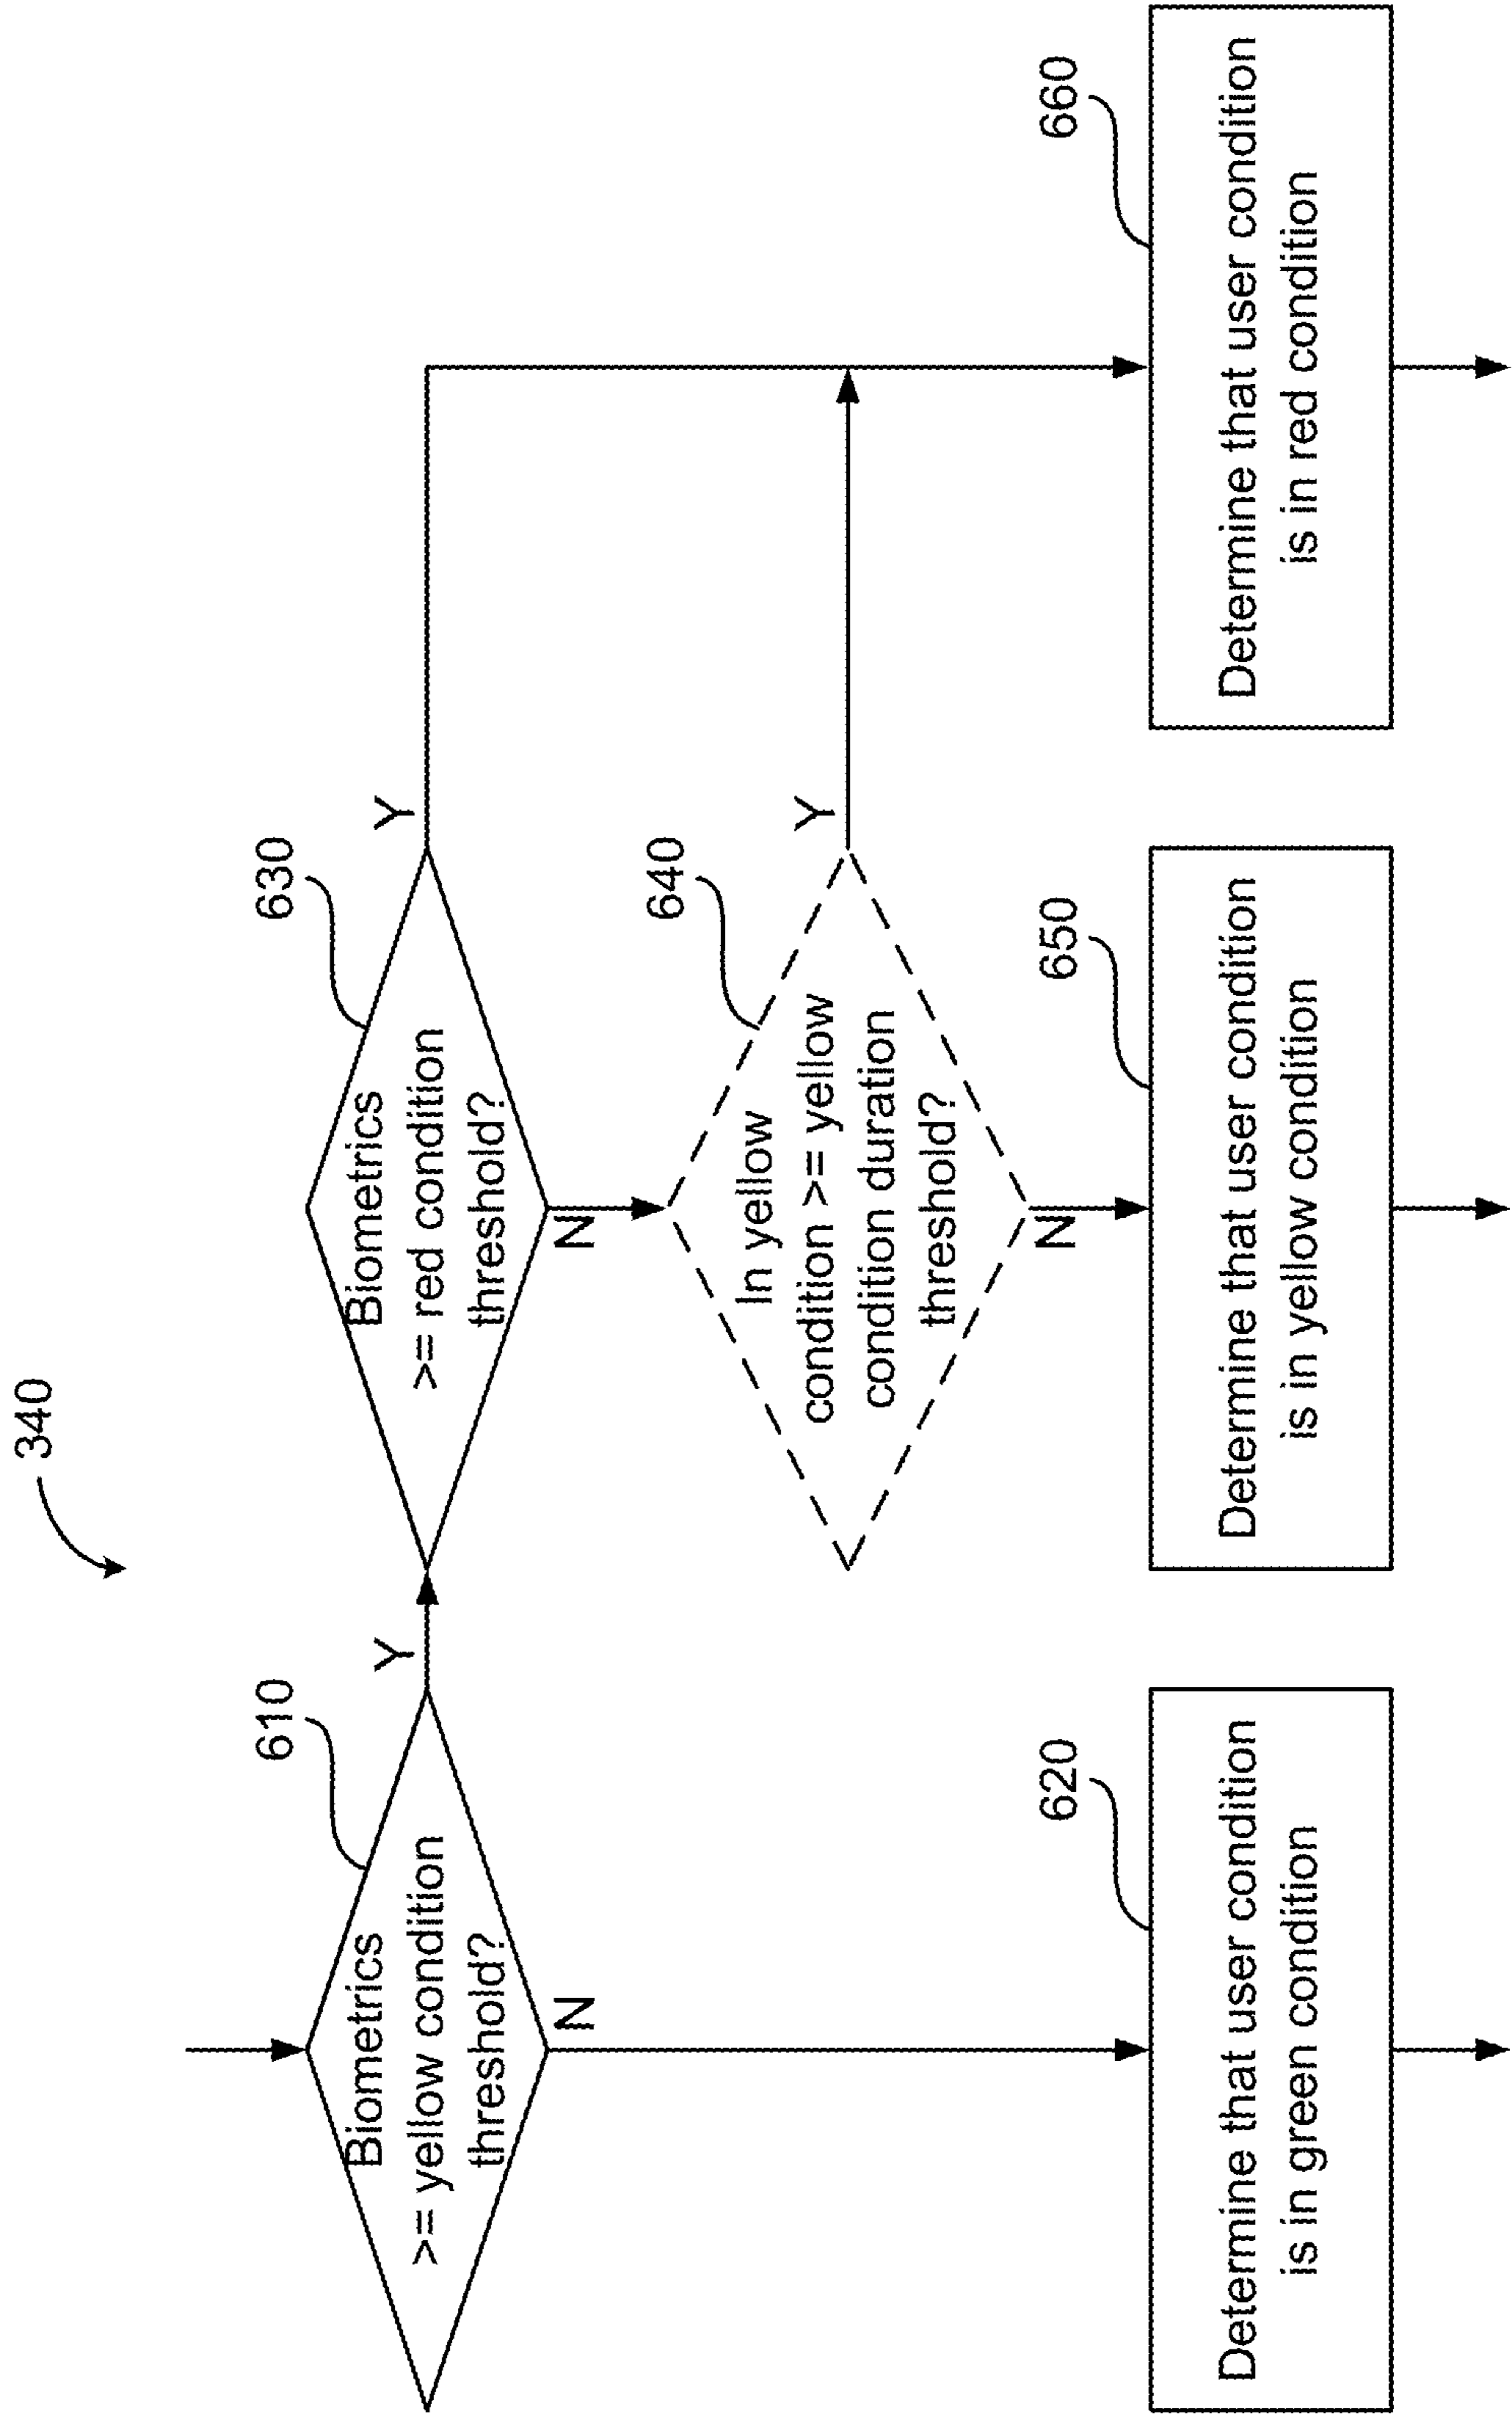 340
610
Biometrics
>= yellow condition
threshold?
Y
N
630
Biometrics
>= red condition
threshold?
Y
N
640
In yellow
condition >= yellow
condition duration
threshold?
Y
N
620
Determine that user condition
is in green condition
650
Determine that user condition
is in yellow condition
660
Determine that user condition
is in red condition